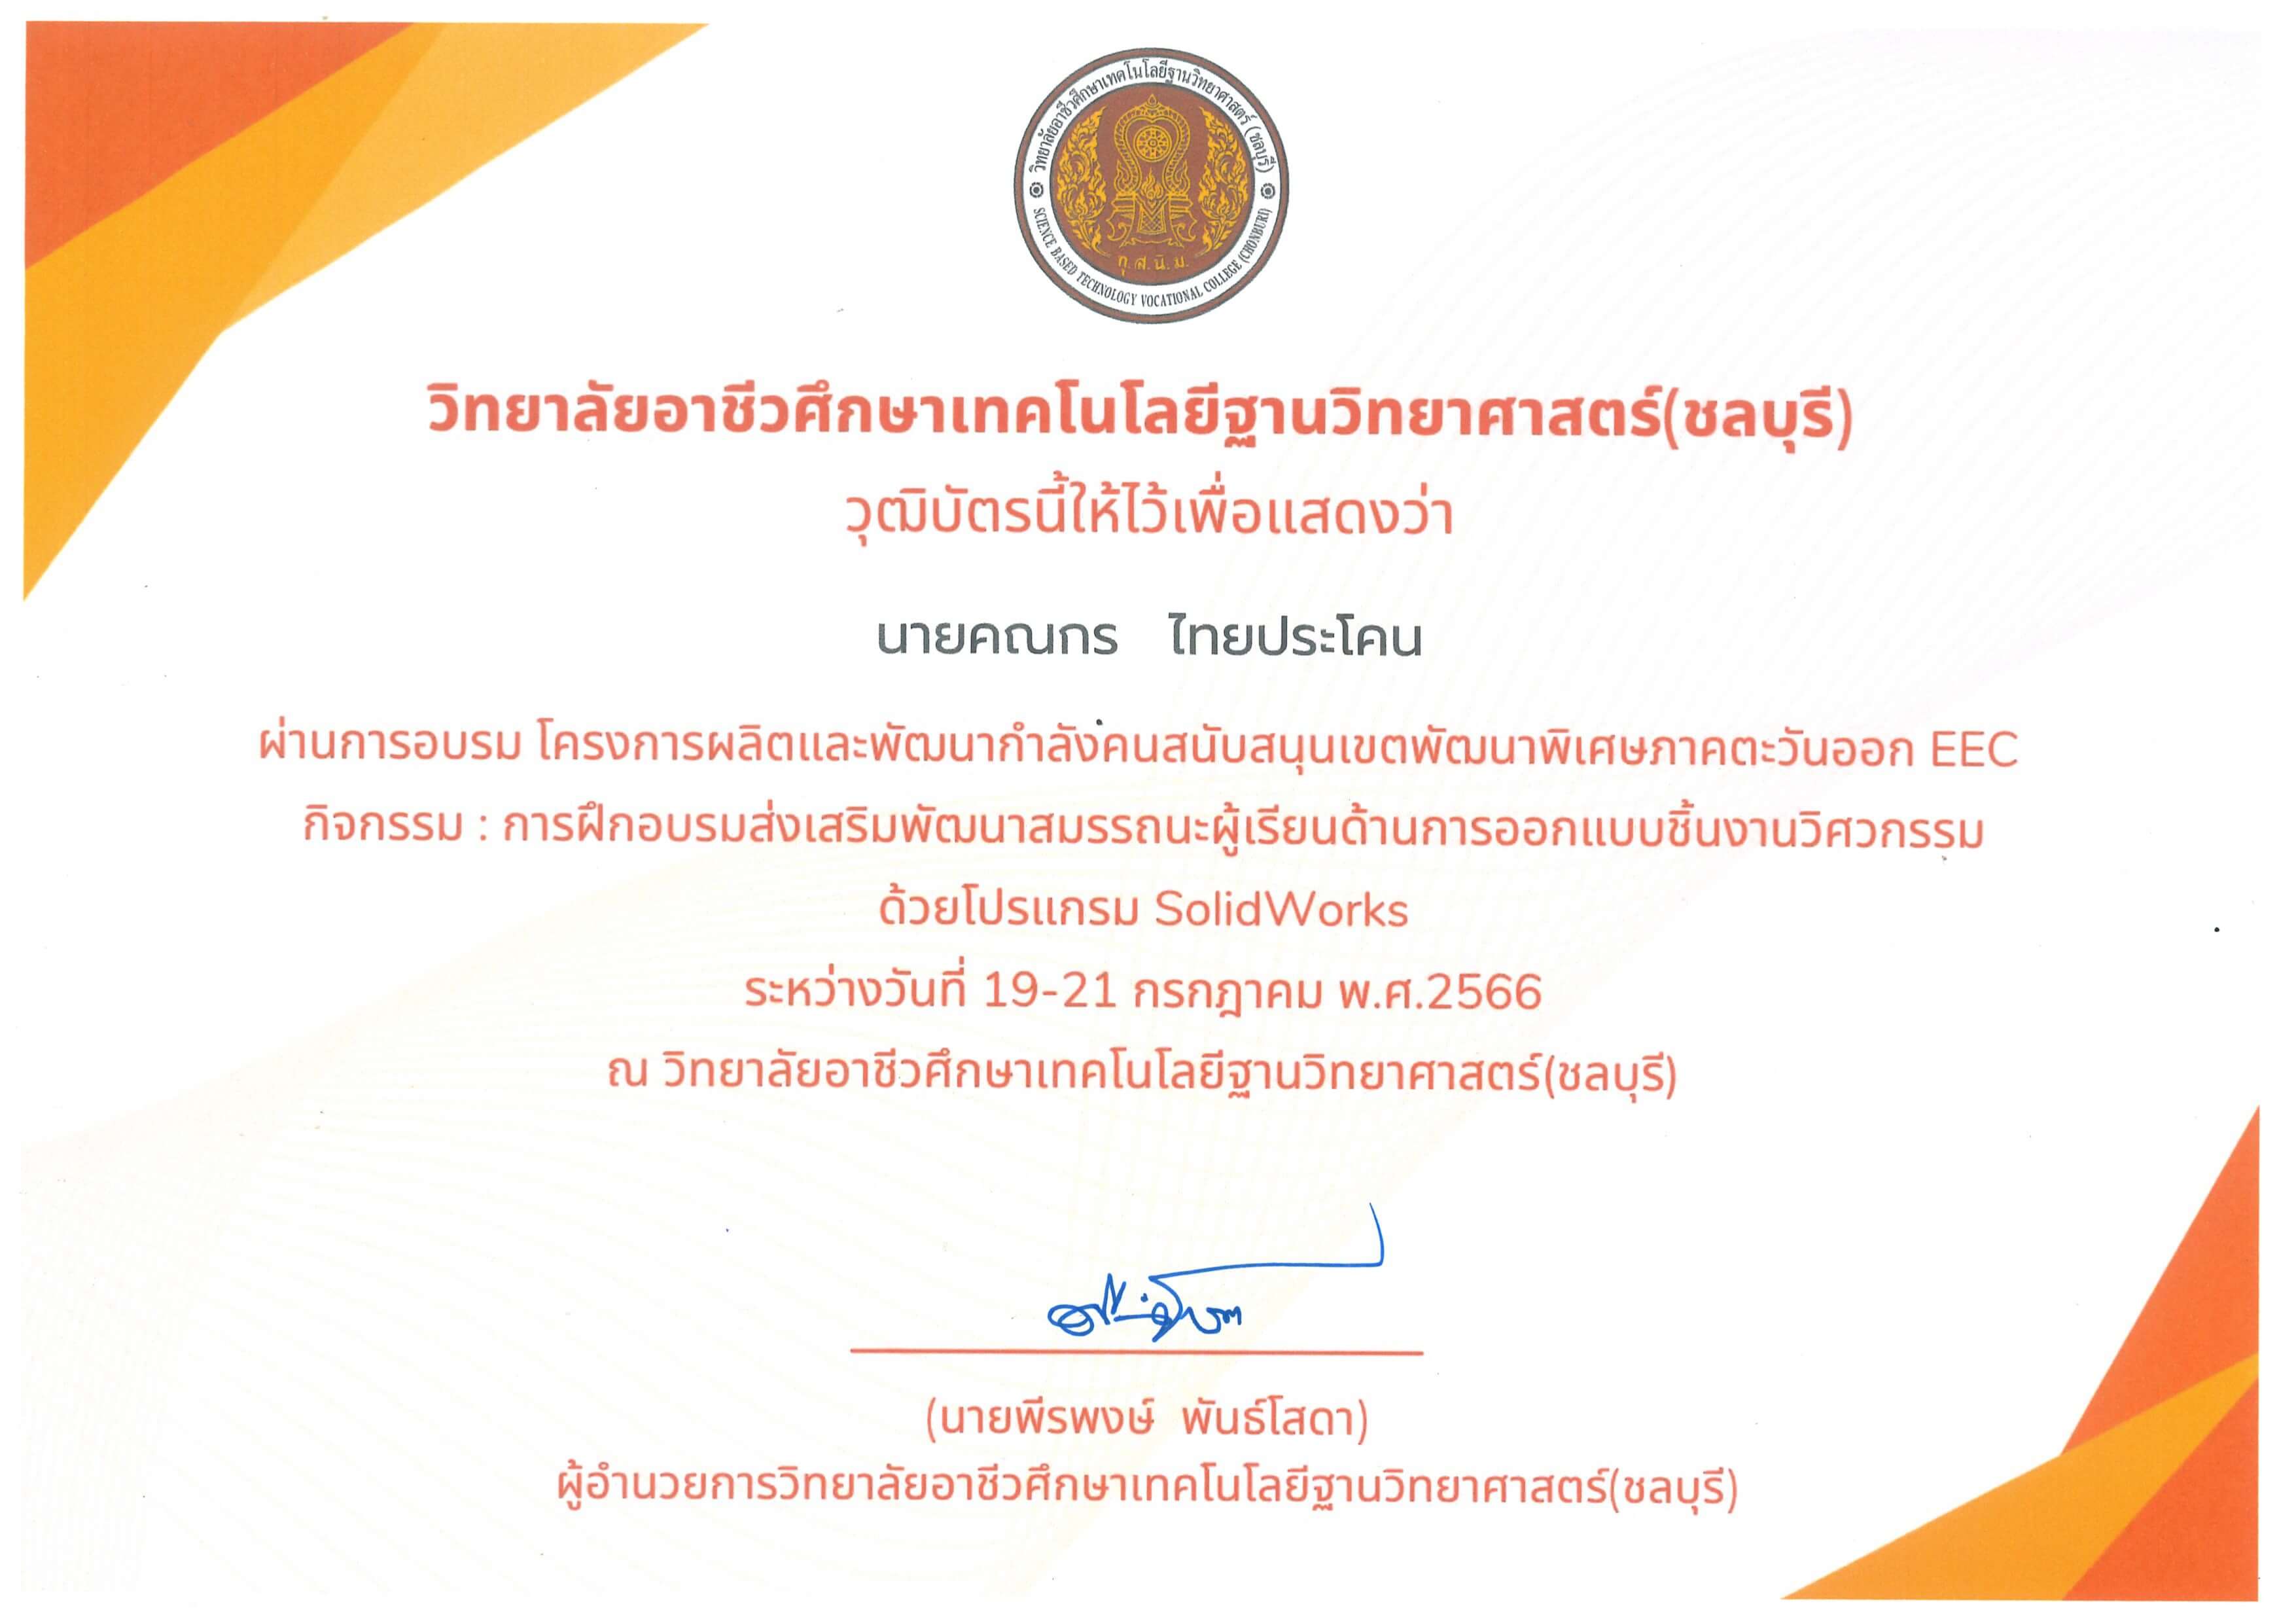 วิทยาลัยอาชีวศึกษาเทคโนโลยีฐานวิทยาศาสตร์ (ชลบุรี)
ทุ.ส.นิ.ม.
SCIENCE BASED TECHNOLOGY VOCATIONAL COLLEGE (CHONBURI)
วิทยาลัยอาชีวศึกษาเทคโนโลยีฐานวิทยาศาสตร์(ชลบุรี)
วุฒิบัตรนี้ให้ไว้เพื่อแสดงว่า
นายคณกร ไทยประโคน
ผ่านการอบรม โครงการผลิตและพัฒนากำลังคนสนับสนุนเขตพัฒนาพิเศษภาคตะวันออก EEC
กิจกรรม : การฝึกอบรมส่งเสริมพัฒนาสมรรถนะผู้เรียนด้านการออกแบบชิ้นงานวิศวกรรม
ด้วยโปรแกรม SolidWorks
ระหว่างวันที่ 19-21 กรกฎาคม พ.ศ.2566
ณ วิทยาลัยอาชีวศึกษาเทคโนโลยีฐานวิทยาศาสตร์(ชลบุรี)
(นายพีรพงษ์ พันธ์โสดา)
ผู้อำนวยการวิทยาลัยอาชีวศึกษาเทคโนโลยีฐานวิทยาศาสตร์(ชลบุรี)